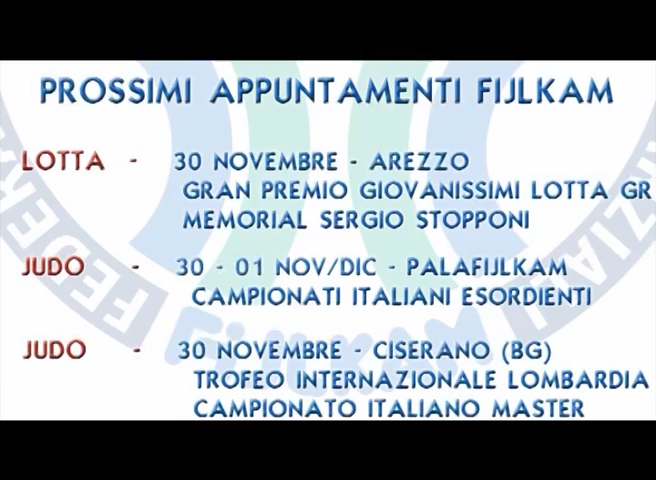 PROSSIMI APPUNTAMENTI FIJLKAM
LOTTA - 30 NOVEMBRE - AREZZO
GRAN PREMIO GIOVANISSIMI LOTTA GR
MEMORIAL SERGIO STOPPONI
JUDO - 30 - 01 NOV/DIC - PALAFIJLKAM
CAMPIONATI ITALIANI ESORDIENTI
JUDO - 30 NOVEMBRE - CISERANO (BG)
TROFEO INTERNAZIONALE LOMBARDIA
CAMPIONATO ITALIANO MASTER
FIJLKAM